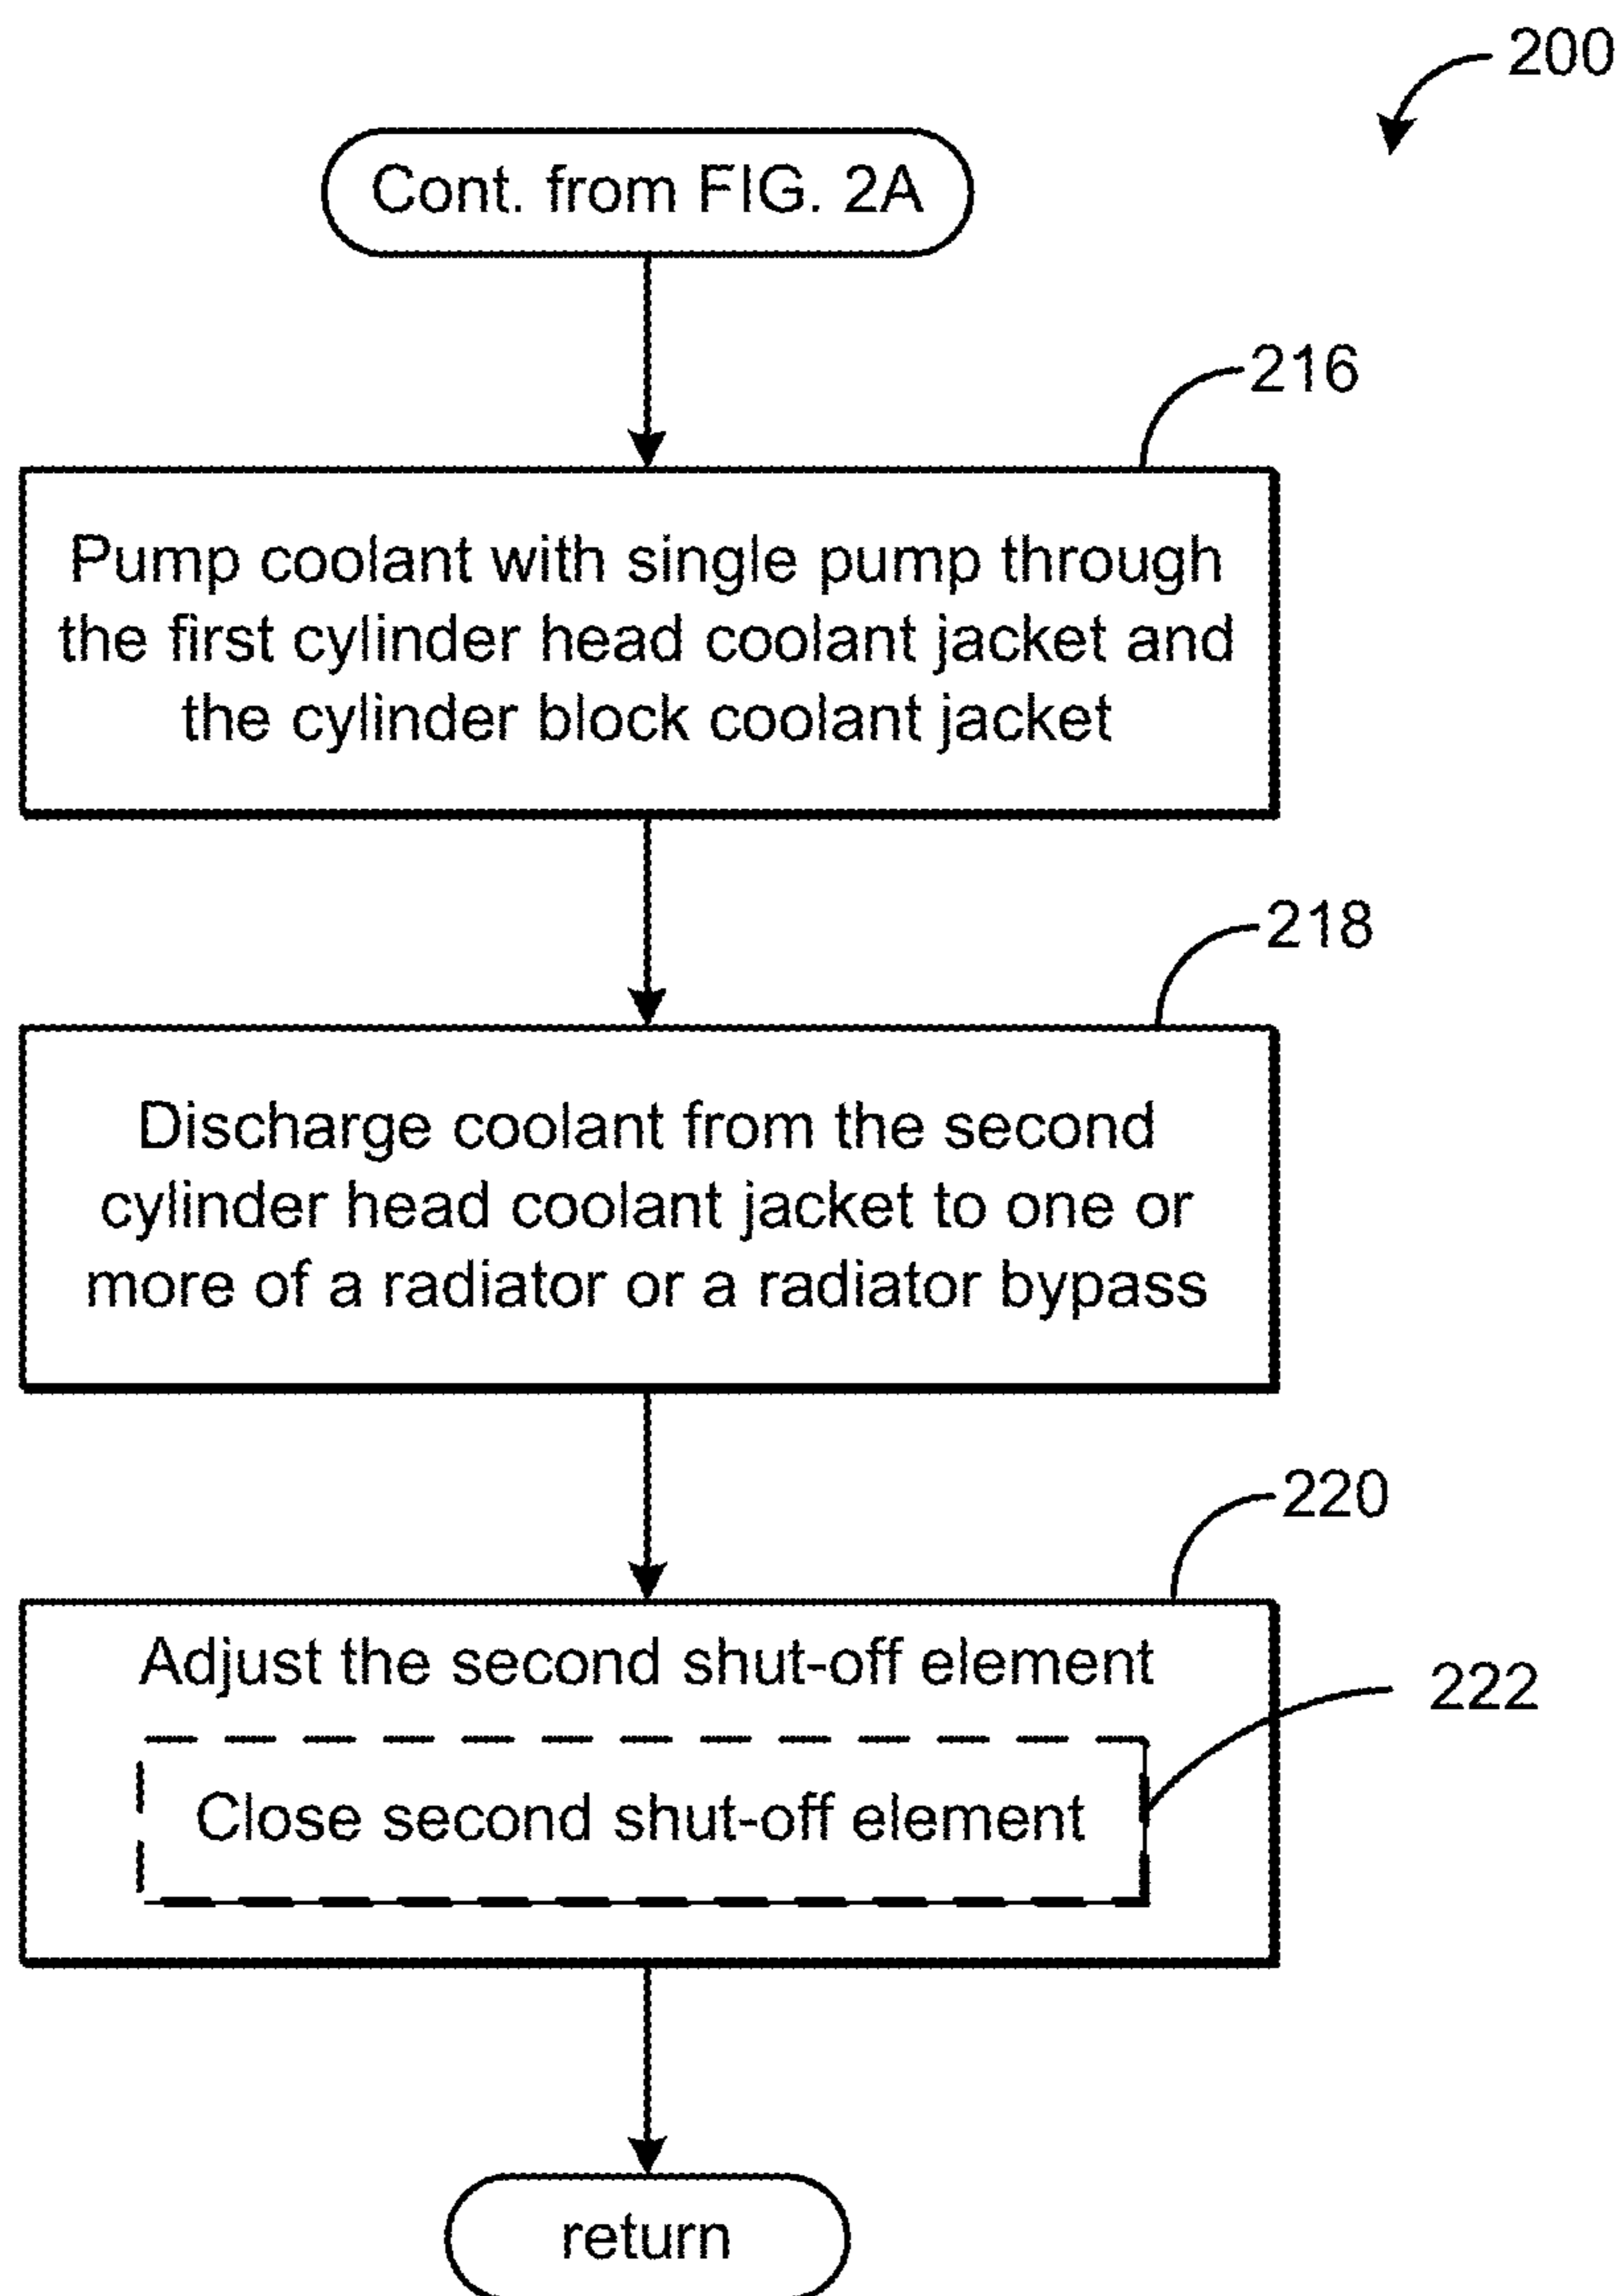 200
Cont. from FIG. 2A
216
Pump coolant with single pump through
the first cylinder head coolant jacket and
the cylinder block coolant jacket
218
Discharge coolant from the second
cylinder head coolant jacket to one or
more of a radiator or a radiator bypass
220
Adjust the second shut-off element
222
Close second shut-off element
return